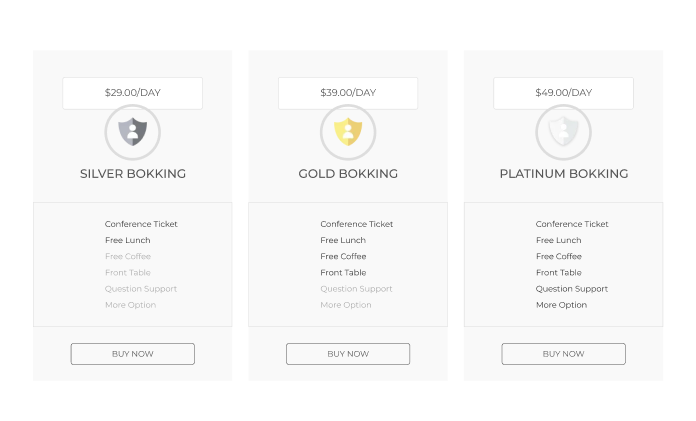 $29.00/DAY
SILVER BOKKING
Conference Ticket
Free Lunch
Free Coffee
Front Table
Question Support
More Option
BUY NOW
$39.00/DAY
GOLD BOKKING
Conference Ticket
Free Lunch
Free Coffee
Front Table
Question Support
More Option
BUY NOW
$49.00/DAY
PLATINUM BOKKING
Conference Ticket
Free Lunch
Free Coffee
Front Table
Question Support
More Option
BUY NOW